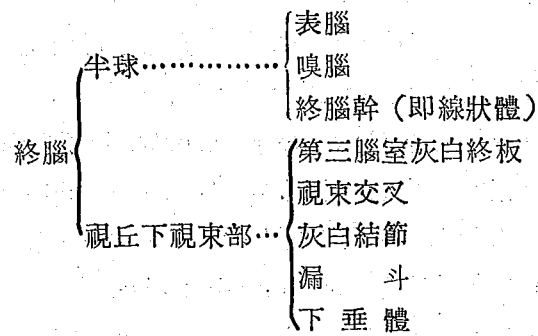 表腦
半球……………
嗅腦
終腦幹（即線狀體）
終腦
第三腦室灰白終板
視束交叉
視丘下視束部…
灰白結節
漏斗
下垂體